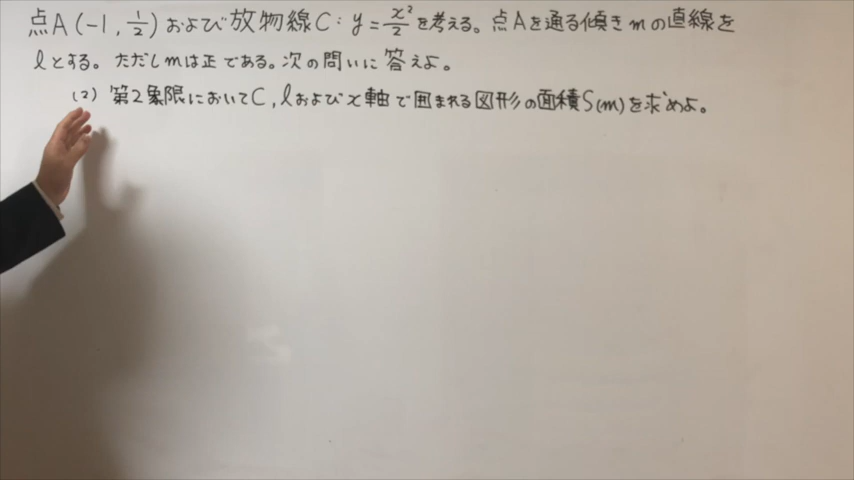 点A(-1, 1/2)および放物線C: y = x²/2 を考える。点Aを通る傾きmの直線を
lとする。ただしmは正である。次の問いに答えよ。
(2) 第2象限においてC, lおよびx軸で囲まれる図形の面積S(m)を求めよ。